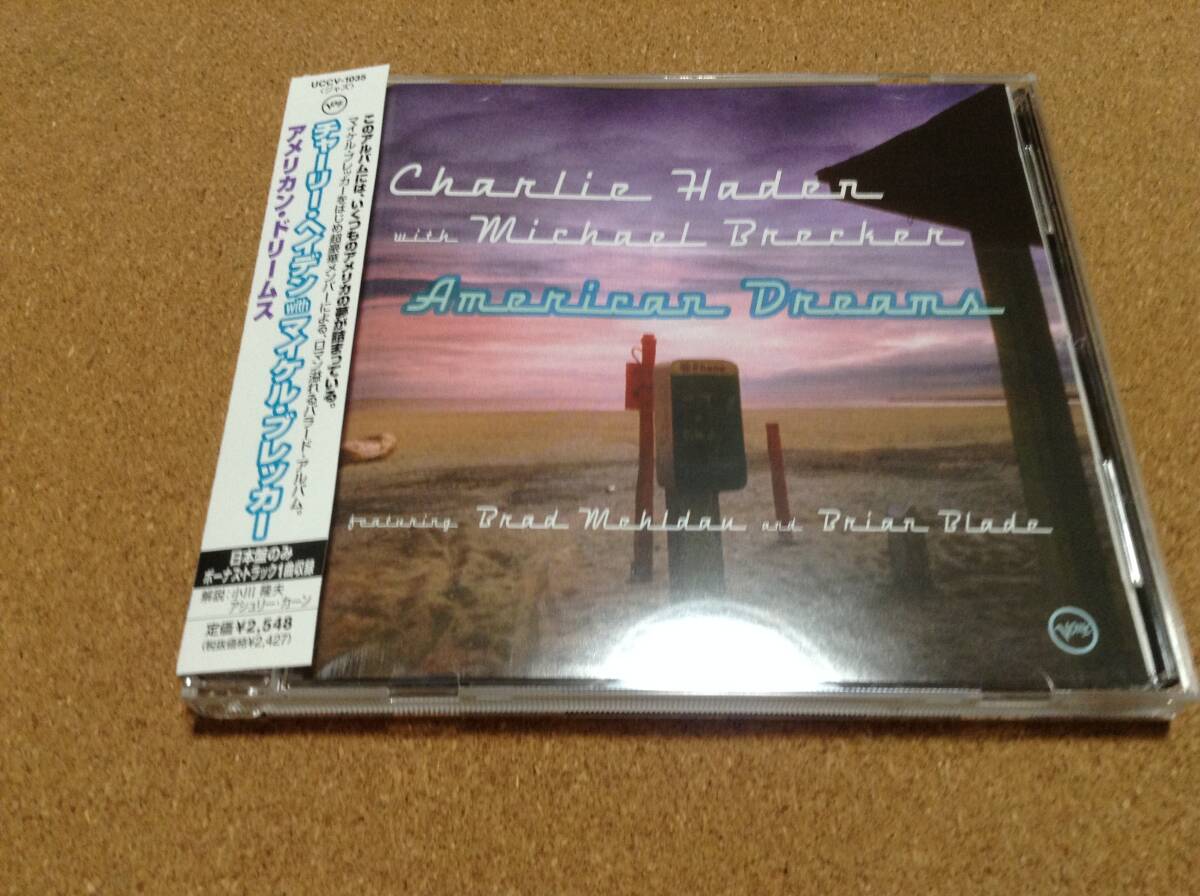 UCCV-1035
〈ジャズ〉
Verve
このアルバムには、いくつものアメリカの夢が詰まっている。
マイケル・ブレッカーをはじめ超豪華メンバーによる、ロマン溢れるバラード・アルバム。
チャーリー・ヘイデン with マイケル・ブレッカー
アメリカン・ドリームス
日本盤のみ
ボーナストラック1曲収録
解説:小川 隆夫
アシュリー・カーン
定価¥2,548
(税抜価格¥2,427)
Charlie Haden
with Michael Brecker
American Dreams
Phone
featuring Brad Mehldau and Brian Blade
Verve